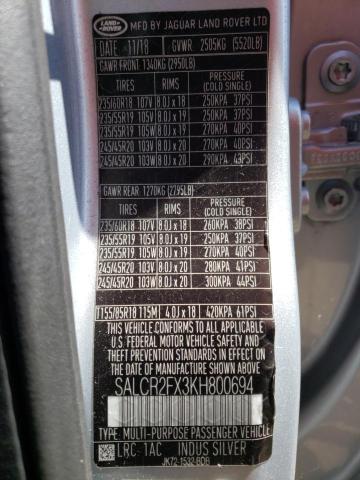 LAND ROVER
MFD BY JAGUAR LAND ROVER LTD
DATE 11/18 GVWR 2505KG (5520LB)
GAWR FRONT 1340KG (2950LB)
TIRES RIMS PRESSURE (COLD SINGLE)
235/60R18 107V 8.0J x 18 250KPA 37PSI
235/55R19 105V 8.0J x 19 250KPA 37PSI
235/55R19 105W 8.0J x 19 270KPA 40PSI
245/45R20 103V 8.0J x 20 270KPA 40PSI
245/45R20 103W 8.0J x 20 290KPA 43PSI
GAWR REAR 1270KG (2795LB)
TIRES RIMS PRESSURE (COLD SINGLE)
235/60R18 107V 8.0J x 18 260KPA 38PSI
235/55R19 105V 8.0J x 19 250KPA 37PSI
235/55R19 105W 8.0J x 19 270KPA 40PSI
245/45R20 103V 8.0J x 20 280KPA 41PSI
245/45R20 103W 8.0J x 20 300KPA 44PSI
T155/85R18 115M 4.0J x 18 420KPA 61PSI
THIS VEHICLE CONFORMS TO ALL APPLICABLE
U.S. FEDERAL MOTOR VEHICLE SAFETY
AND THEFT PREVENTION STANDARDS IN EFFECT
ON THE DATE OF MANUFACTURE SHOWN ABOVE
SALCR2FX3KH800694
TYPE: MULTI-PURPOSE PASSENGER VEHICLE
LRC 1AC INDUS SILVER
JK72-1532-BDB